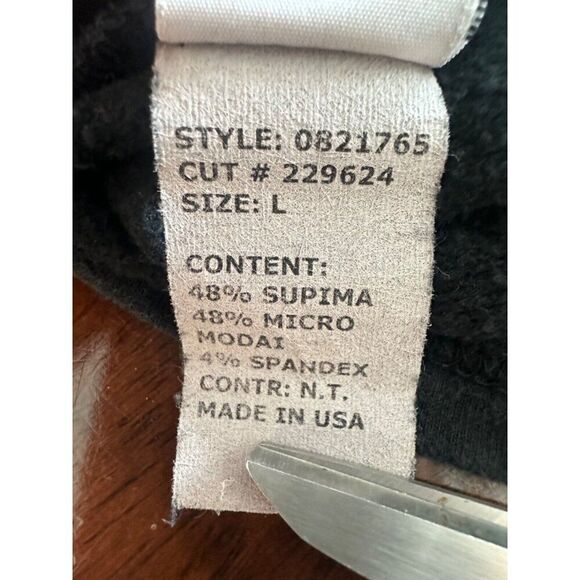 STYLE: 0821765
CUT # 229624
SIZE: L
CONTENT:
48% SUPIMA
48% MICRO
MODAI
4% SPANDEX
CONTR: N.T.
MADE IN USA